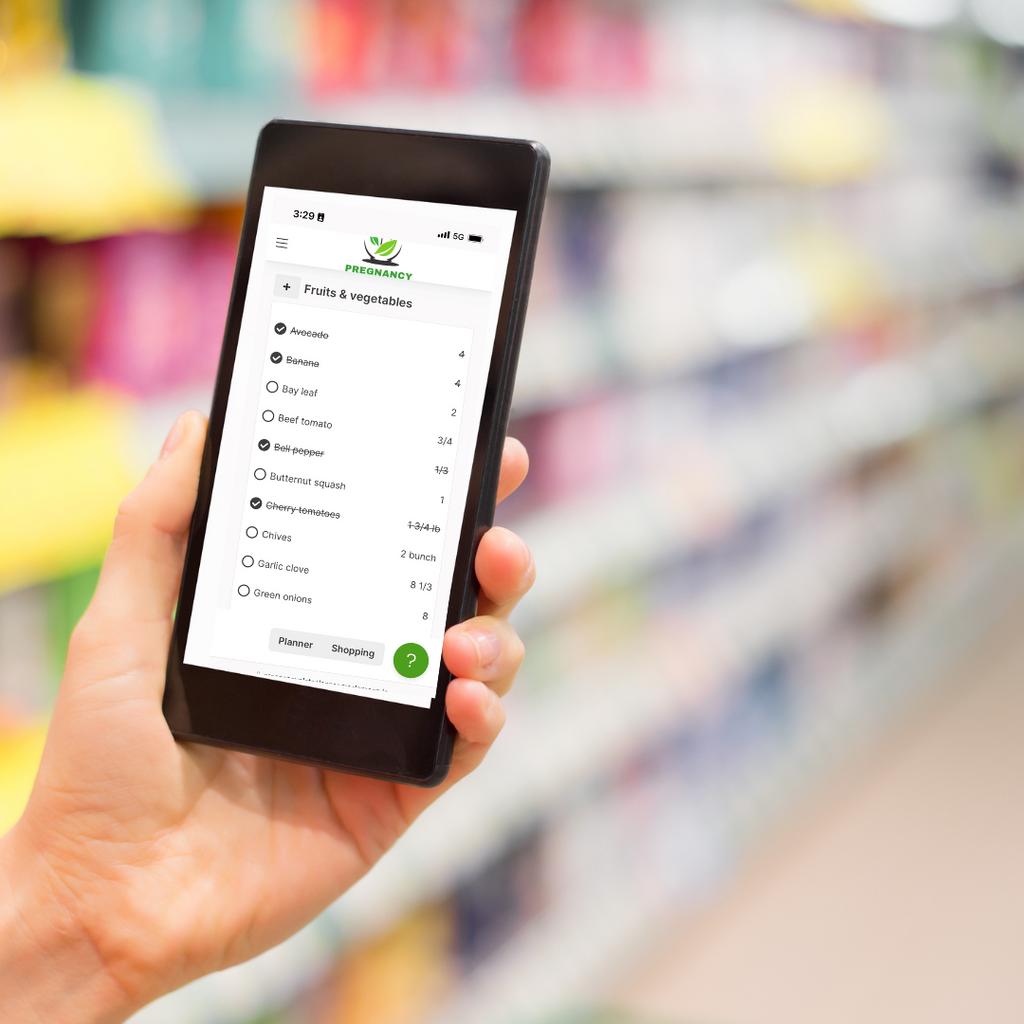 3:29
5G
PREGNANCY
+ Fruits & vegetables
Avocado 4
Banana 4
Bay leaf 2
Beef tomato 3/4
Bell pepper 1/3
Butternut squash 1
Cherry tomatoes 1 3/4 lb
Chives 2 bunch
Garlic clove 8 1/3
Green onions 8
Planner Shopping
?